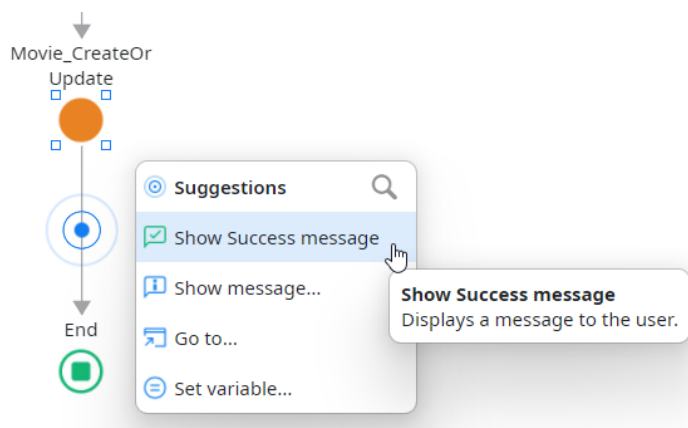 Movie_CreateOr
Update
Suggestions
Show Success message
Show message...
Go to...
Set variable...
Show Success message
Displays a message to the user.
End